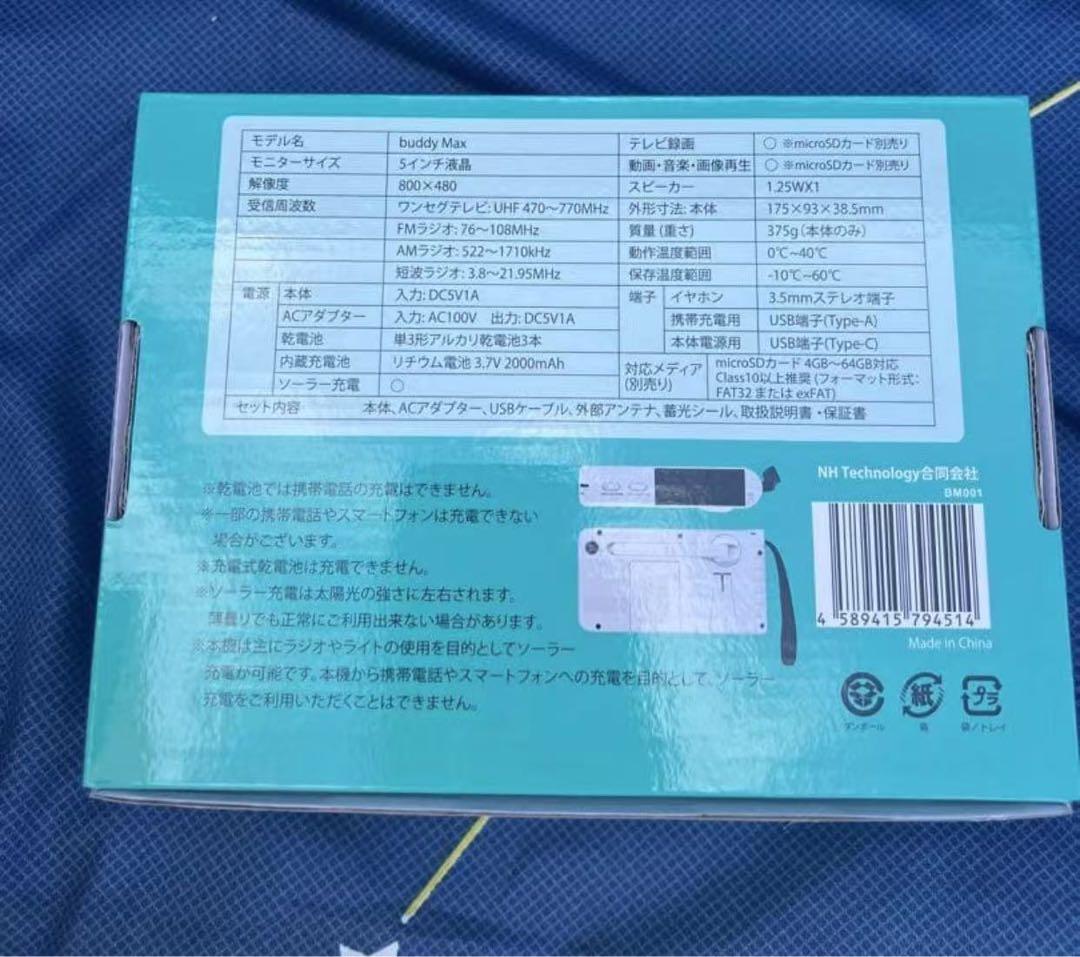 モデル名 buddy Max テレビ録画 ○ ※microSDカード別売り
モニターサイズ 5インチ液晶 動画・音楽・画像再生 ○ ※microSDカード別売り
解像度 800×480 スピーカー 1.25WX1
受信周波数 ワンセグテレビ: UHF 470～770MHz 外形寸法: 本体 175×93×38.5mm
FMラジオ: 76～108MHz 質量 (重さ) 375g (本体のみ)
AMラジオ: 522～1710kHz 動作温度範囲 0℃~40℃
短波ラジオ: 3.8～21.95MHz 保存温度範囲 -10℃~60℃
電源 本体 入力: DC5V1A 端子 イヤホン 3.5mmステレオ端子
ACアダプター 入力: AC100V 出力: DC5V1A 携帯充電用 USB端子(Type-A)
乾電池 単3形アルカリ乾電池3本 本体電源用 USB端子(Type-C)
内蔵充電池 リチウム電池 3.7V 2000mAh 対応メディア (別売り) microSDカード 4GB～64GB対応
Class10以上推奨 (フォーマット形式:
ソーラー充電 ○ FAT32 または exFAT)
セット内容 本体、ACアダプター、USBケーブル、外部アンテナ、蓄光シール、取扱説明書・保証書
※乾電池では携帯電話の充電はできません。
※一部の携帯電話やスマートフォンは充電できない
場合がございます。
※充電式乾電池は充電できません。
※ソーラー充電は太陽光の強さに左右されます。
薄曇りでも正常にご利用出来ない場合があります。
※本機は主にラジオやライトの使用を目的としてソーラー
充電が可能です。本機から携帯電話やスマートフォンへの充電を目的として、ソーラー
充電をご利用いただくことはできません。
NH Technology合同会社
BM001
4 589415 794514
Made in China
紙
プラ
ダンボール 箱 袋／トレイ